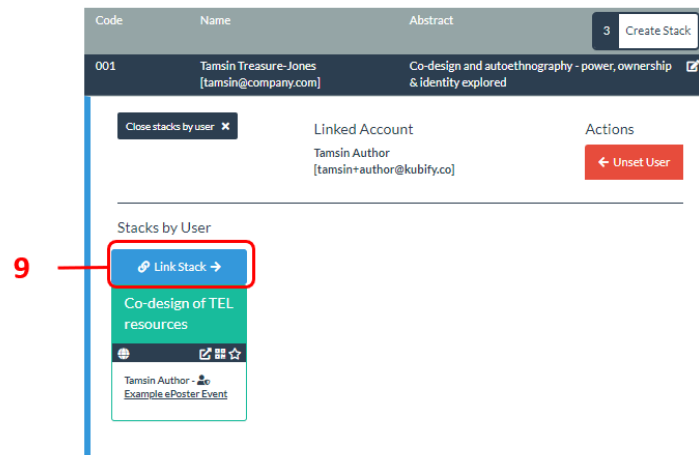 Code Name Abstract
3 Create Stack
001 Tamsin Treasure-Jones Co-design and autoethnography - power, ownership
[tamsin@company.com] & identity explored
Close stacks by user ✕ Linked Account Actions
Tamsin Author
[tamsin+author@kubify.co]
← Unset User
Stacks by User
9
Link Stack →
Co-design of TEL
resources
Tamsin Author -
Example ePoster Event